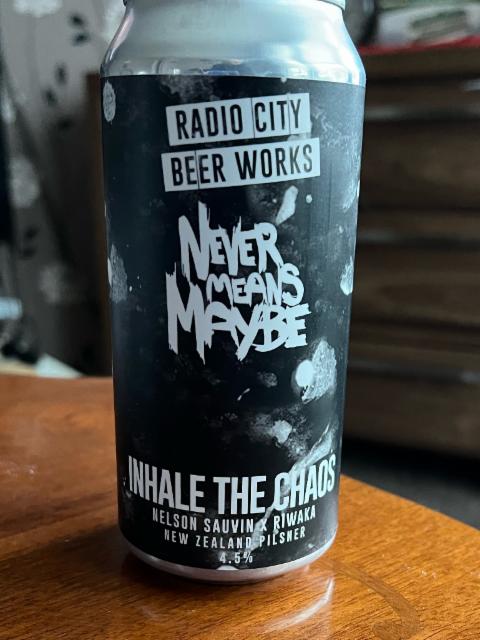 RADIO CITY
BEER WORKS
NEVER
MEANS
MAYBE
INHALE THE CHAOS
NELSON SAUVIN X RIWAKA
NEW ZEALAND PILSNER
4.5%